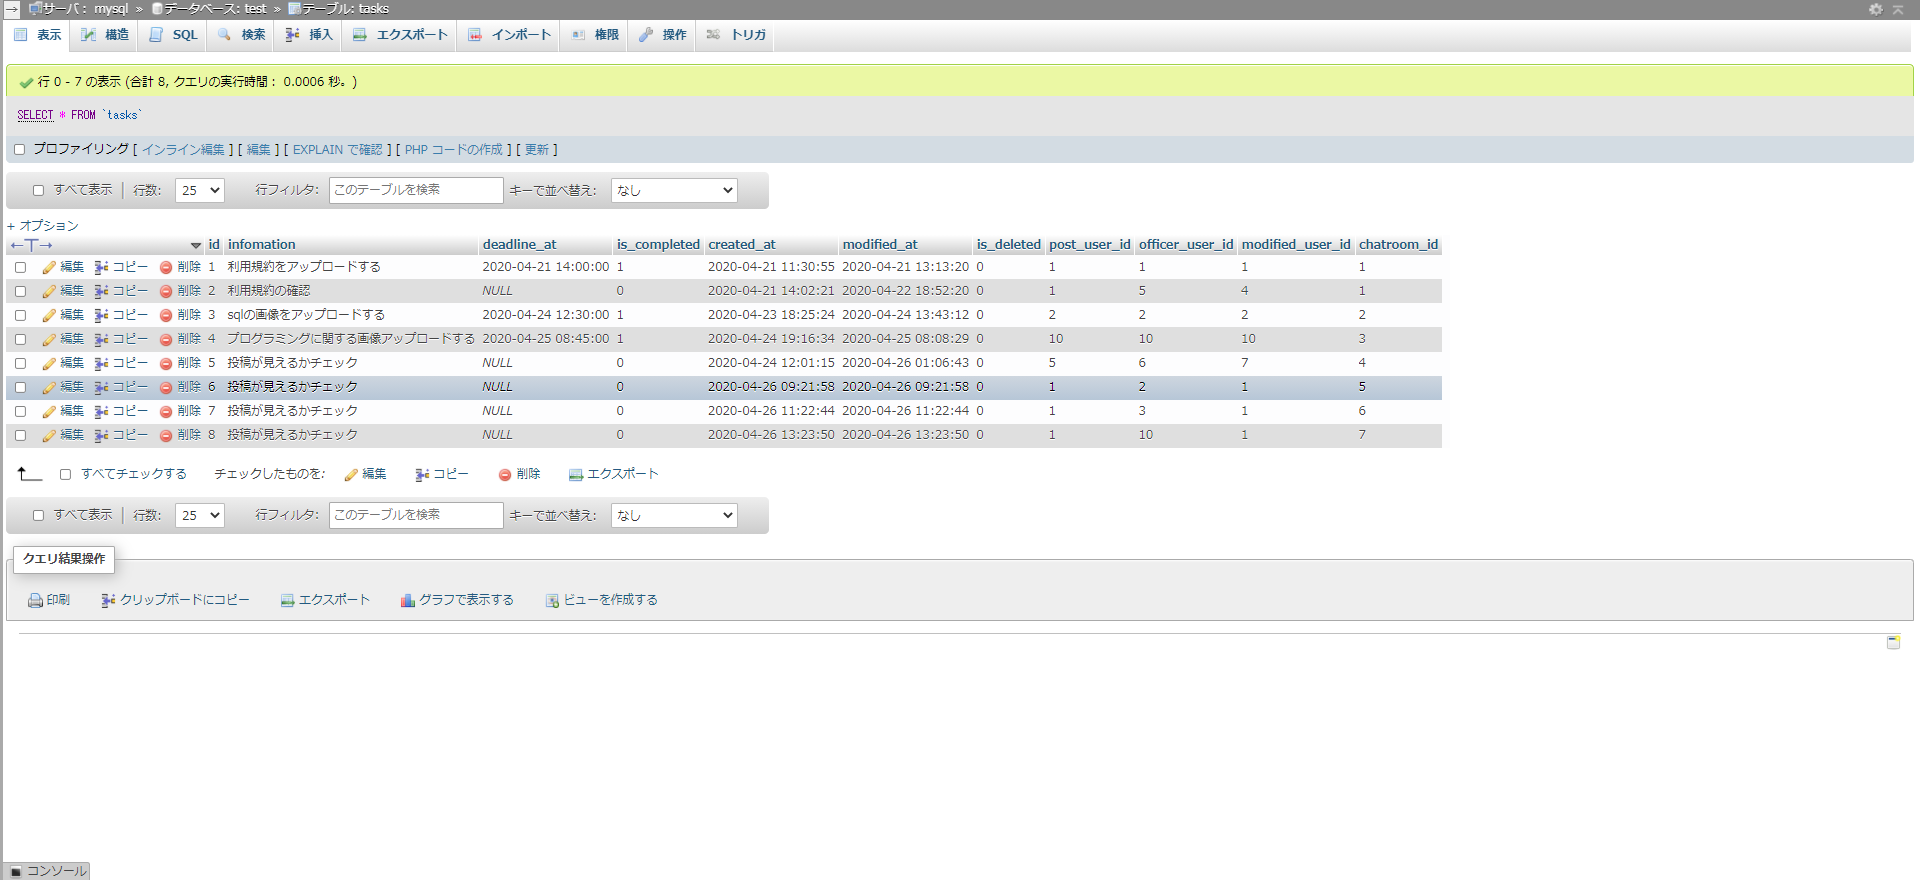 サーバ: mysql » データベース: test » テーブル: tasks
表示 構造 SQL 検索 挿入 エクスポート インポート 権限 操作 トリガ
行 0 - 7 の表示 (合計 8, クエリの実行時間: 0.0006 秒。)
SELECT * FROM `tasks`
プロファイリング [ インライン編集 ] [ 編集 ] [ EXPLAIN で確認 ] [ PHP コードの作成 ] [ 更新 ]
すべて表示 | 行数: 25 行フィルタ: このテーブルを検索 キーで並べ替え: なし
+ オプション
←T→ id infomation deadline_at is_completed created_at modified_at is_deleted post_user_id officer_user_id modified_user_id chatroom_id
編集 コピー 削除 1 利用規約をアップロードする 2020-04-21 14:00:00 1 2020-04-21 11:30:55 2020-04-21 13:13:20 0 1 1 1 1
編集 コピー 削除 2 利用規約の確認 NULL 0 2020-04-21 14:02:21 2020-04-22 18:52:20 0 1 5 4 1
編集 コピー 削除 3 sqlの画像をアップロードする 2020-04-24 12:30:00 1 2020-04-23 18:25:24 2020-04-24 13:43:12 0 2 2 2 2
編集 コピー 削除 4 プログラミングに関する画像アップロードする 2020-04-25 08:45:00 1 2020-04-24 19:16:34 2020-04-25 08:08:29 0 10 10 10 3
編集 コピー 削除 5 投稿が見えるかチェック NULL 0 2020-04-24 12:01:15 2020-04-26 01:06:43 0 5 6 7 4
編集 コピー 削除 6 投稿が見えるかチェック NULL 0 2020-04-26 09:21:58 2020-04-26 09:21:58 0 1 2 1 5
編集 コピー 削除 7 投稿が見えるかチェック NULL 0 2020-04-26 11:22:44 2020-04-26 11:22:44 0 1 3 1 6
編集 コピー 削除 8 投稿が見えるかチェック NULL 0 2020-04-26 13:23:50 2020-04-26 13:23:50 0 1 10 1 7
すべてチェックする チェックしたものを: 編集 コピー 削除 エクスポート
すべて表示 | 行数: 25 行フィルタ: このテーブルを検索 キーで並べ替え: なし
クエリ結果操作
印刷 クリップボードにコピー エクスポート グラフで表示する ビューを作成する
コンソール